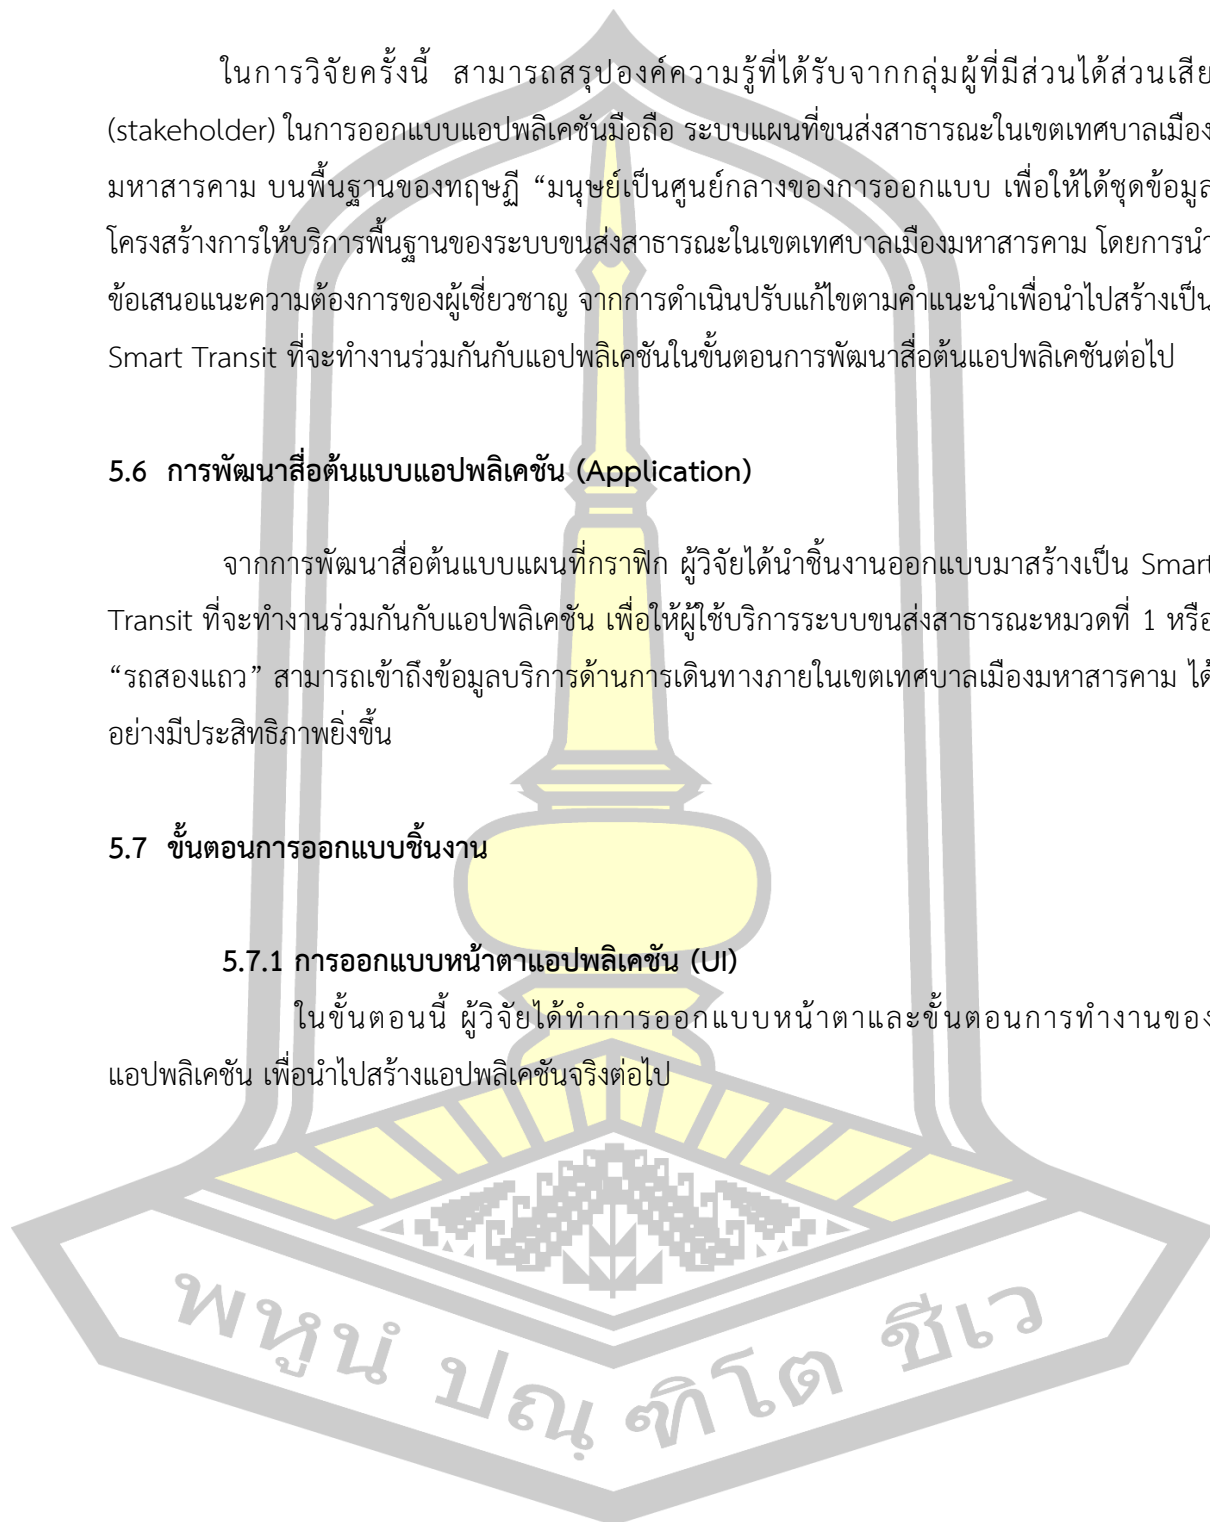 ในการวิจัยครั้งนี้ สามารถสรุปองค์ความรู้ที่ได้รับจากกลุ่มผู้ที่มีส่วนได้ส่วนเสีย
(stakeholder) ในการออกแบบแอปพลิเคชันมือถือ ระบบแผนที่ขนส่งสาธารณะในเขตเทศบาลเมือง
มหาสารคาม บนพื้นฐานของทฤษฏี “มนุษย์เป็นศูนย์กลางของการออกแบบ เพื่อให้ได้ชุดข้อมูล
โครงสร้างการให้บริการพื้นฐานของระบบขนส่งสาธารณะในเขตเทศบาลเมืองมหาสารคาม โดยการนำ
ข้อเสนอแนะความต้องการของผู้เชี่ยวชาญ จากการดำเนินปรับแก้ไขตามคำแนะนำเพื่อนำไปสร้างเป็น
Smart Transit ที่จะทำงานร่วมกันกับแอปพลิเคชันในขั้นตอนการพัฒนาสื่อต้นแอปพลิเคชันต่อไป
5.6 การพัฒนาสื่อต้นแบบแอปพลิเคชัน (Application)
จากการพัฒนาสื่อต้นแบบแผนที่กราฟิก ผู้วิจัยได้นำชิ้นงานออกแบบมาสร้างเป็น Smart
Transit ที่จะทำงานร่วมกันกับแอปพลิเคชัน เพื่อให้ผู้ใช้บริการระบบขนส่งสาธารณะหมวดที่ 1 หรือ
“รถสองแถว” สามารถเข้าถึงข้อมูลบริการด้านการเดินทางภายในเขตเทศบาลเมืองมหาสารคาม ได้
อย่างมีประสิทธิภาพยิ่งขึ้น
5.7 ขั้นตอนการออกแบบชิ้นงาน
5.7.1 การออกแบบหน้าตาแอปพลิเคชัน (UI)
ในขั้นตอนนี้ ผู้วิจัยได้ทำการออกแบบหน้าตาและขั้นตอนการทำงานของ
แอปพลิเคชัน เพื่อนำไปสร้างแอปพลิเคชันจริงต่อไป
พหูนํ ปณฺ ฑิโต ชีเว